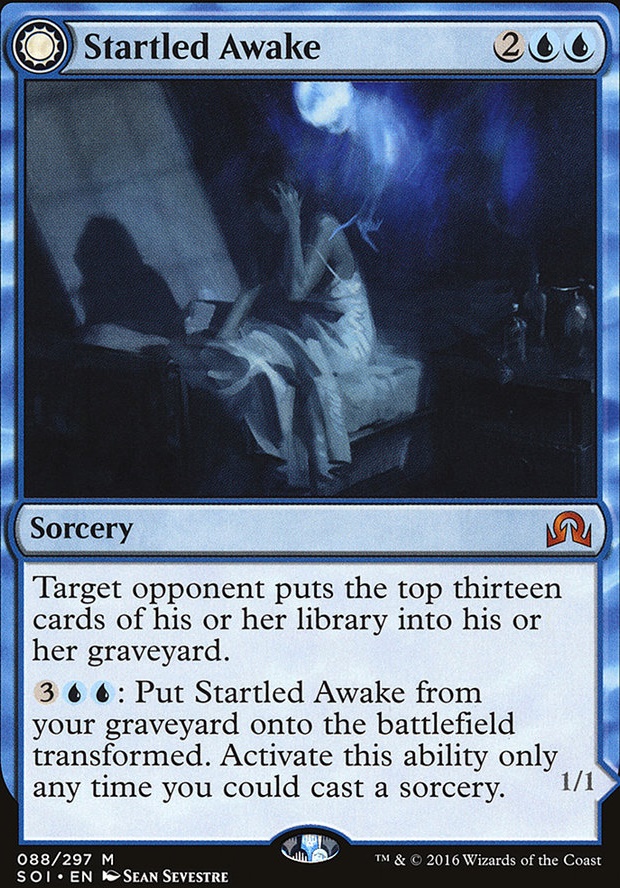 Startled Awake 2
Sorcery
Target opponent puts the top thirteen
cards of his or her library into his or
her graveyard.
3: Put Startled Awake from
your graveyard onto the battlefield
transformed. Activate this ability only
any time you could cast a sorcery.
1/1
088/297 M
SOI • EN Sean Sevestre
™ & © 2016 Wizards of the Coast